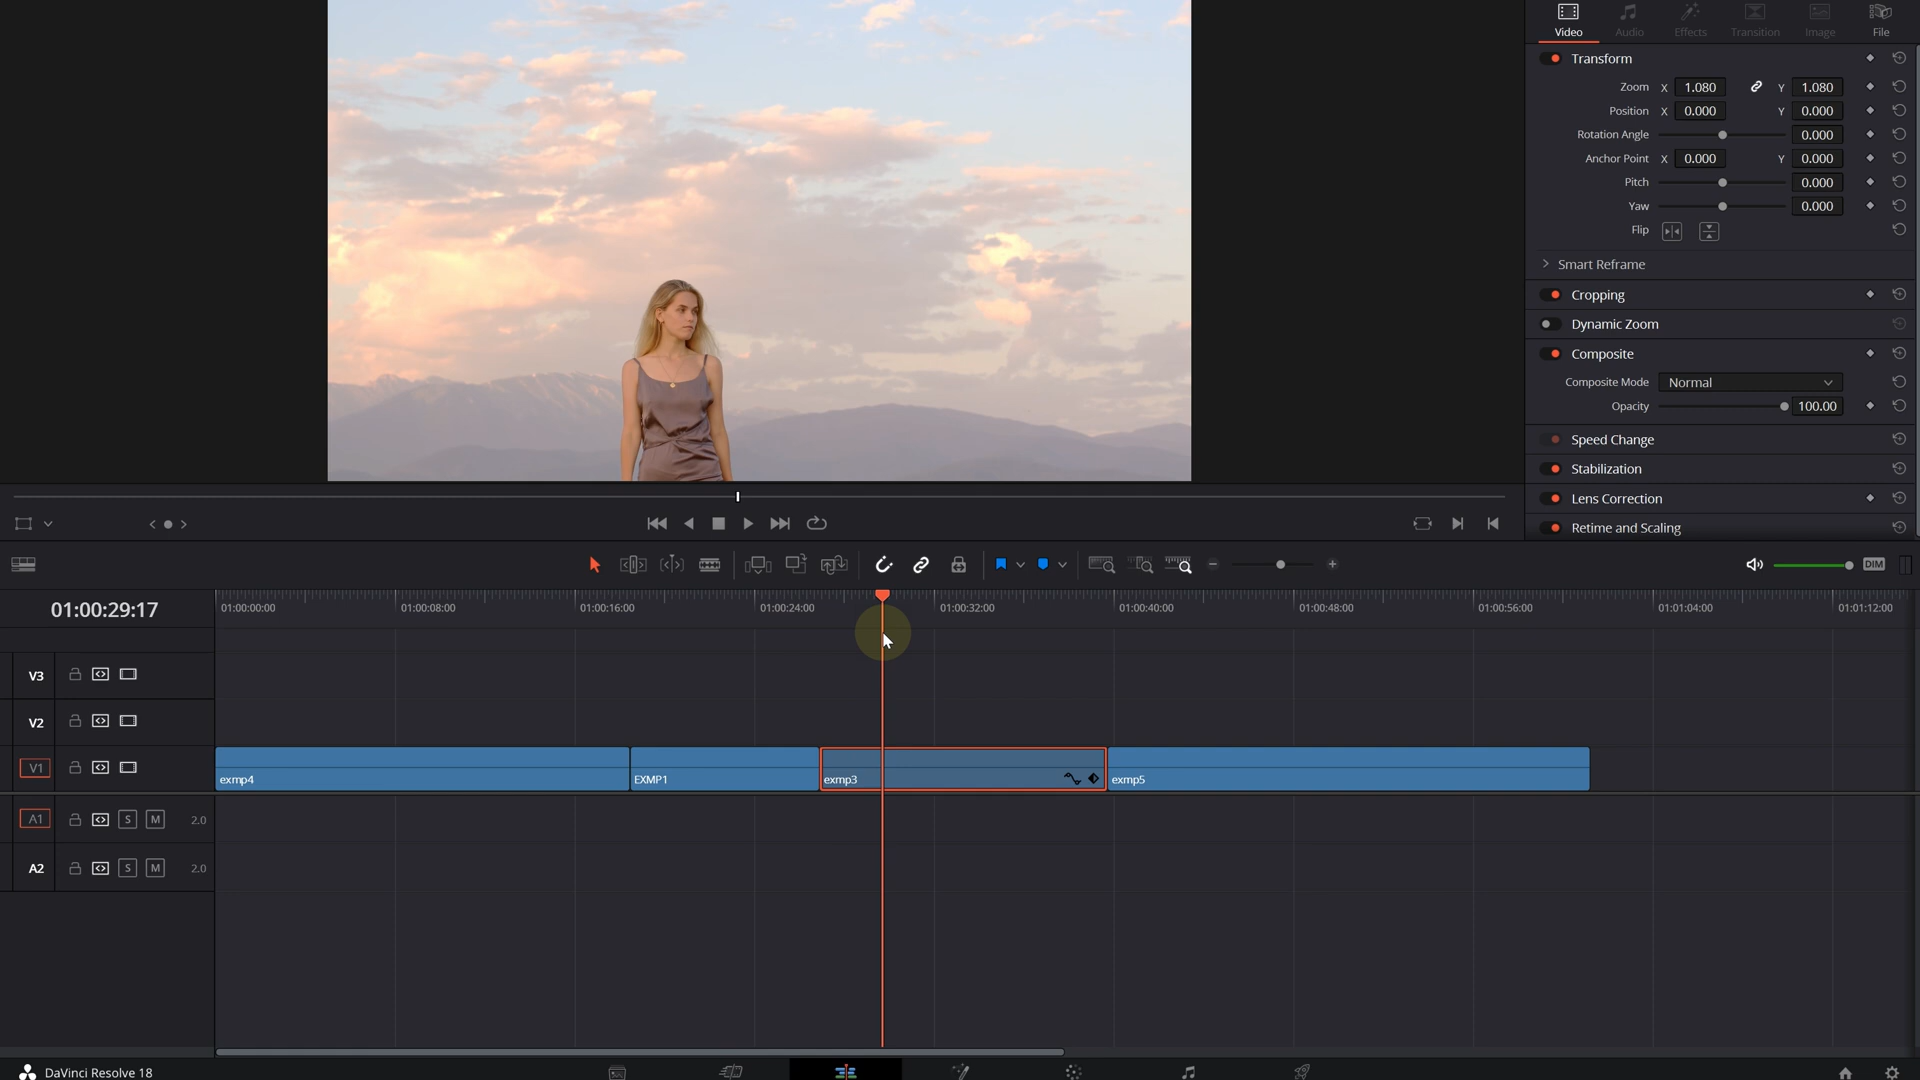 Video Audio Effects Transition Image File
Transform
Zoom X 1.080 Y 1.080
Position X 0.000 Y 0.000
Rotation Angle 0.000
Anchor Point X 0.000 Y 0.000
Pitch 0.000
Yaw 0.000
Flip
Smart Reframe
Cropping
Dynamic Zoom
Composite
Composite Mode Normal
Opacity 100.00
Speed Change
Stabilization
Lens Correction
Retime and Scaling
DIM
01:00:29:17
01:00:00:00 01:00:08:00 01:00:16:00 01:00:24:00 01:00:32:00 01:00:40:00 01:00:48:00 01:00:56:00 01:01:04:00 01:01:12:00
V3
V2
V1
exmp4 EXMP1 exmp3 exmp5
A1 S M 2.0
A2 S M 2.0
DaVinci Resolve 18